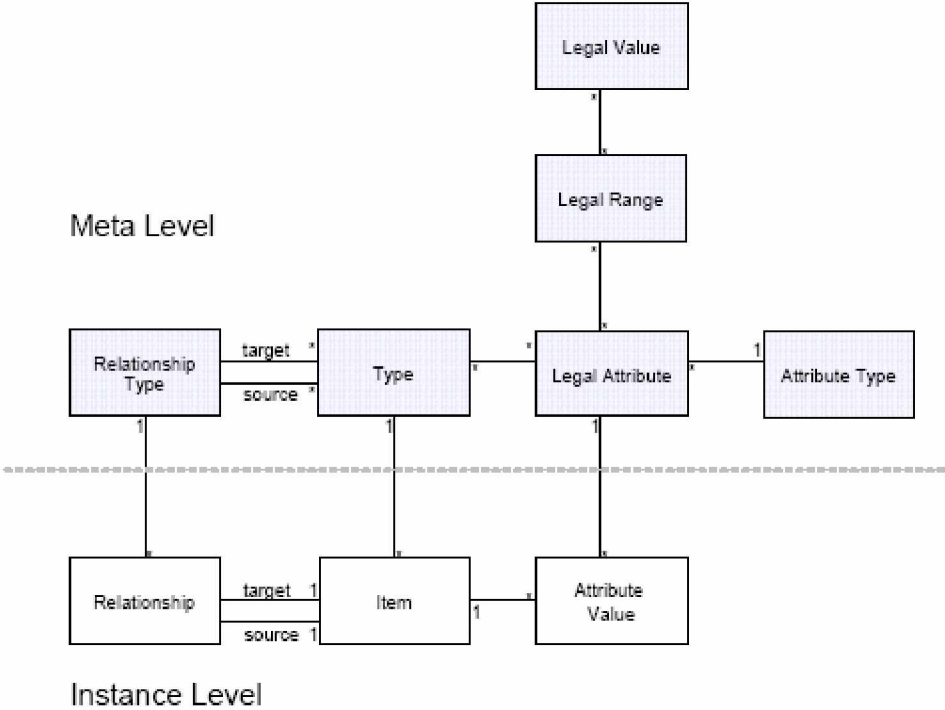 Legal Value
*
*
Legal Range
*
Meta Level
*
Relationship
Type
target *
source *
Type
*
*
Legal Attribute
*
1
Attribute Type
1
1
1
*
*
*
Relationship
target 1
source 1
Item
1
*
Attribute
Value
Instance Level